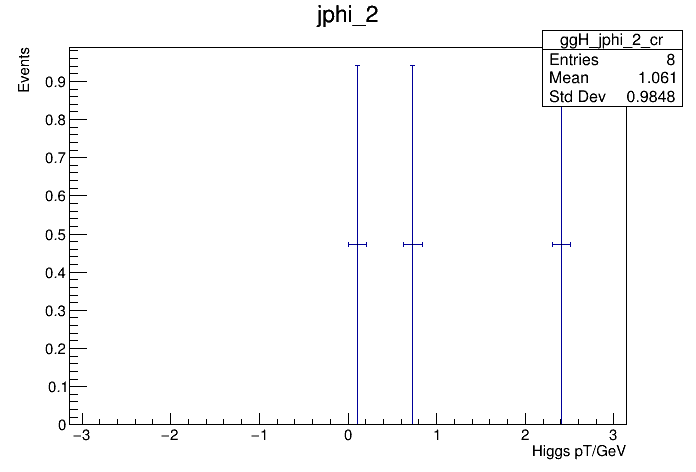 jphi_2
Events
ggH_jphi_2_cr
Entries 8
Mean 1.061
Std Dev 0.9848
0.9
0.8
0.7
0.6
0.5
0.4
0.3
0.2
0.1
0
−3 −2 −1 0 1 2 3
Higgs pT/GeV